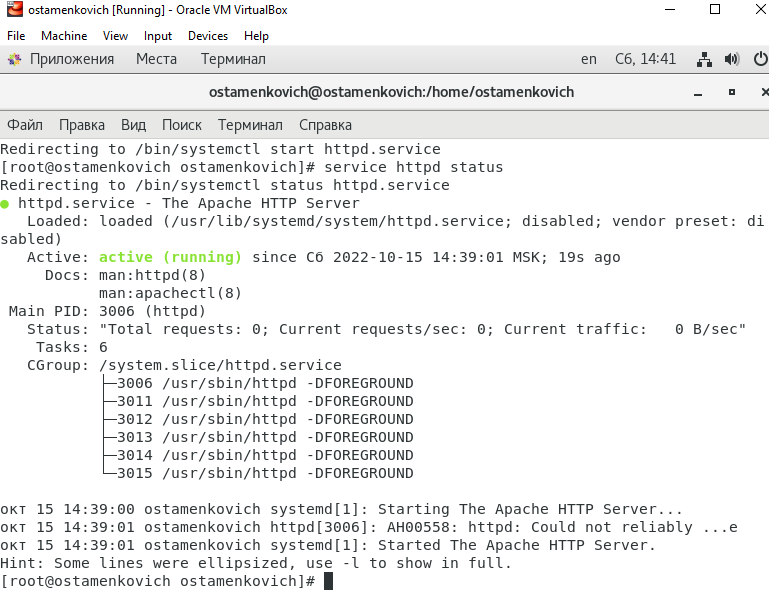 ostamenkovich [Running] - Oracle VM VirtualBox
File Machine View Input Devices Help
Приложения Места Терминал en Сб, 14:41
ostamenkovich@ostamenkovich:/home/ostamenkovich
Файл Правка Вид Поиск Терминал Справка
Redirecting to /bin/systemctl start httpd.service
[root@ostamenkovich ostamenkovich]# service httpd status
Redirecting to /bin/systemctl status httpd.service
● httpd.service - The Apache HTTP Server
Loaded: loaded (/usr/lib/systemd/system/httpd.service; disabled; vendor preset: di
sabled)
Active: active (running) since Сб 2022-10-15 14:39:01 MSK; 19s ago
Docs: man:httpd(8)
man:apachectl(8)
Main PID: 3006 (httpd)
Status: "Total requests: 0; Current requests/sec: 0; Current traffic:   0 B/sec"
Tasks: 6
CGroup: /system.slice/httpd.service
├─3006 /usr/sbin/httpd -DFOREGROUND
├─3011 /usr/sbin/httpd -DFOREGROUND
├─3012 /usr/sbin/httpd -DFOREGROUND
├─3013 /usr/sbin/httpd -DFOREGROUND
├─3014 /usr/sbin/httpd -DFOREGROUND
└─3015 /usr/sbin/httpd -DFOREGROUND
окт 15 14:39:00 ostamenkovich systemd[1]: Starting The Apache HTTP Server...
окт 15 14:39:01 ostamenkovich httpd[3006]: AH00558: httpd: Could not reliably ...e
окт 15 14:39:01 ostamenkovich systemd[1]: Started The Apache HTTP Server.
Hint: Some lines were ellipsized, use -l to show in full.
[root@ostamenkovich ostamenkovich]#